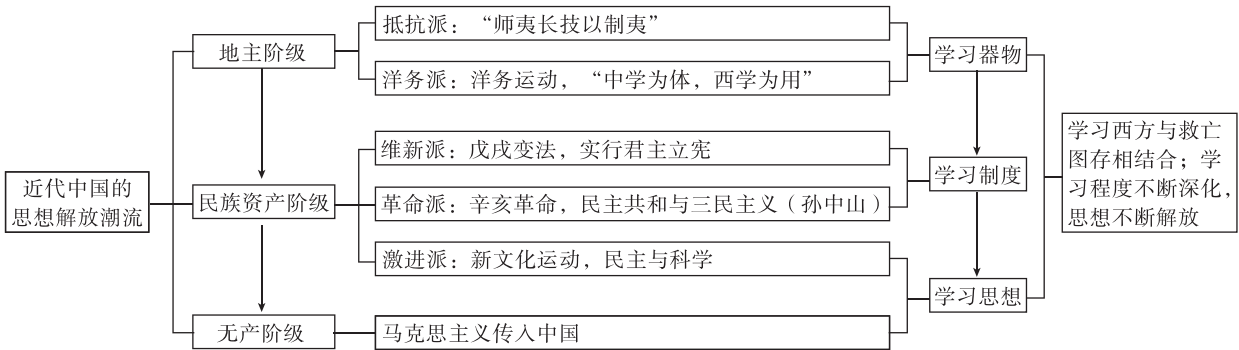 近代中国的
思想解放潮流
地主阶级
民族资产阶级
无产阶级
抵抗派：“师夷长技以制夷”
洋务派：洋务运动，“中学为体，西学为用”
维新派：戊戌变法，实行君主立宪
革命派：辛亥革命，民主共和与三民主义（孙中山）
激进派：新文化运动，民主与科学
马克思主义传入中国
学习器物
学习制度
学习思想
学习西方与救亡
图存相结合；学
习程度不断深化，
思想不断解放